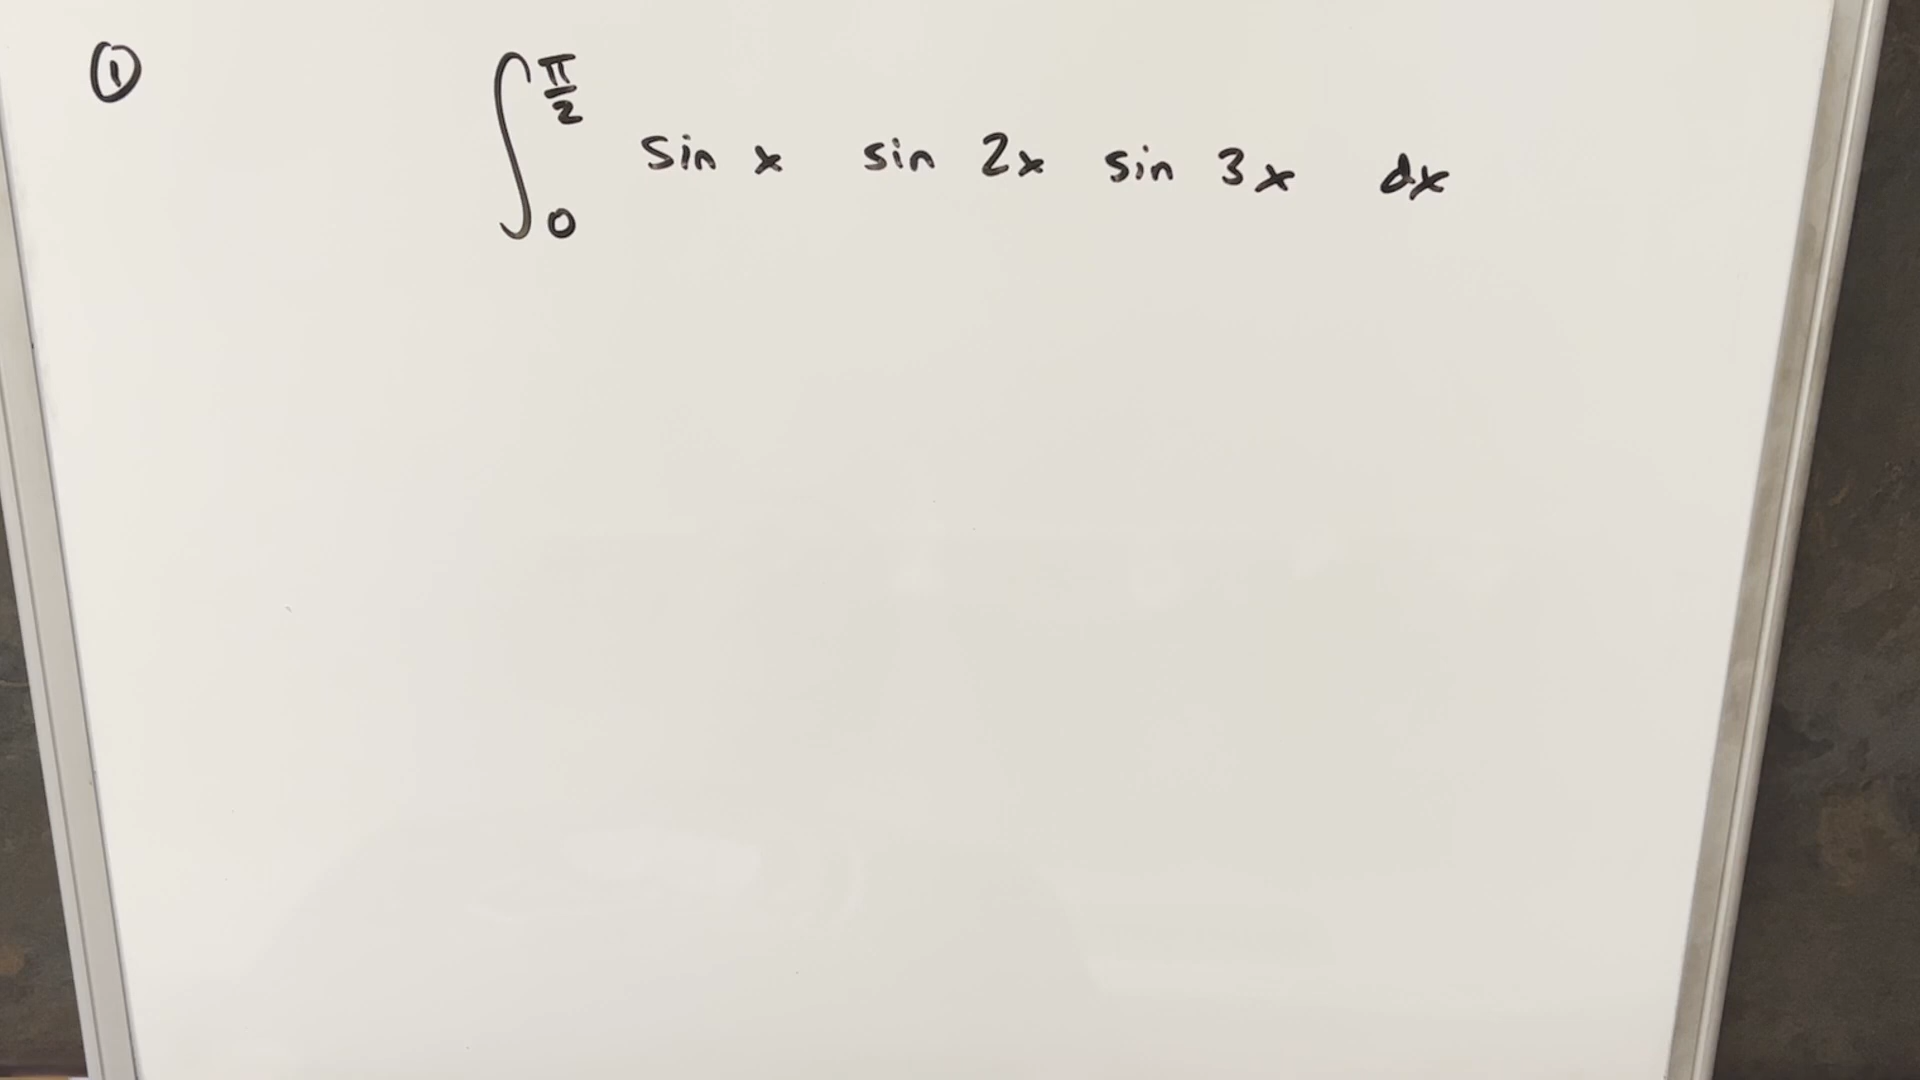 ①
∫₀^{π/2} sin x sin 2x sin 3x dx